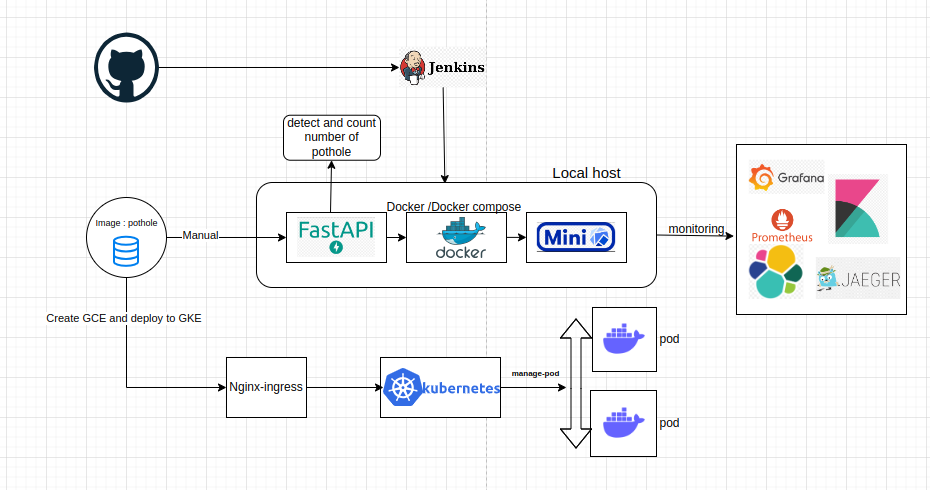 Jenkins
detect and count
number of
pothole
Local host
Docker /Docker compose
Image : pothole
Manual
FastAPI
docker
Mini
monitoring
Grafana
Prometheus
JAEGER
Create GCE and deploy to GKE
Nginx-ingress
kubernetes
manage-pod
pod
pod